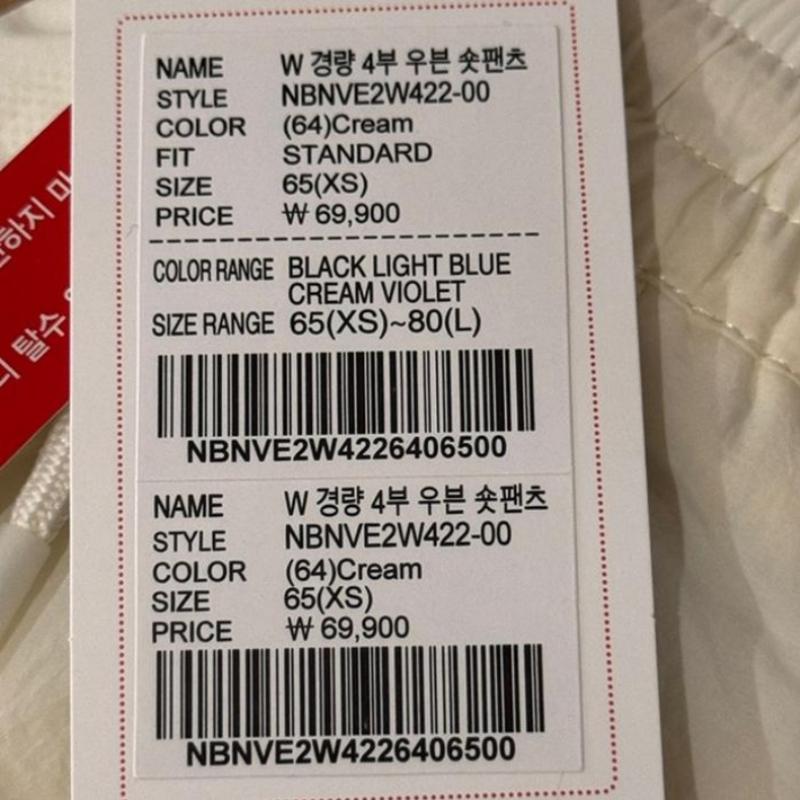 NAME W 경량 4부 우븐 숏팬츠
STYLE NBNVE2W422-00
COLOR (64)Cream
FIT STANDARD
SIZE 65(XS)
PRICE ₩ 69,900
COLOR RANGE BLACK LIGHT BLUE
CREAM VIOLET
SIZE RANGE 65(XS)~80(L)
NBNVE2W4226406500
NAME W 경량 4부 우븐 숏팬츠
STYLE NBNVE2W422-00
COLOR (64)Cream
SIZE 65(XS)
PRICE ₩ 69,900
NBNVE2W4226406500
탈수